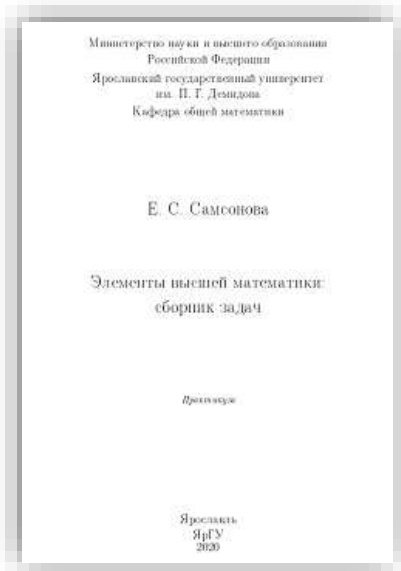 Министерство науки и высшего образования
Российской Федерации
Ярославский государственный университет
им. П. Г. Демидова
Кафедра общей математики
Е. С. Самсонова
Элементы высшей математики:
сборник задач
Практикум
Ярославль
ЯрГУ
2020